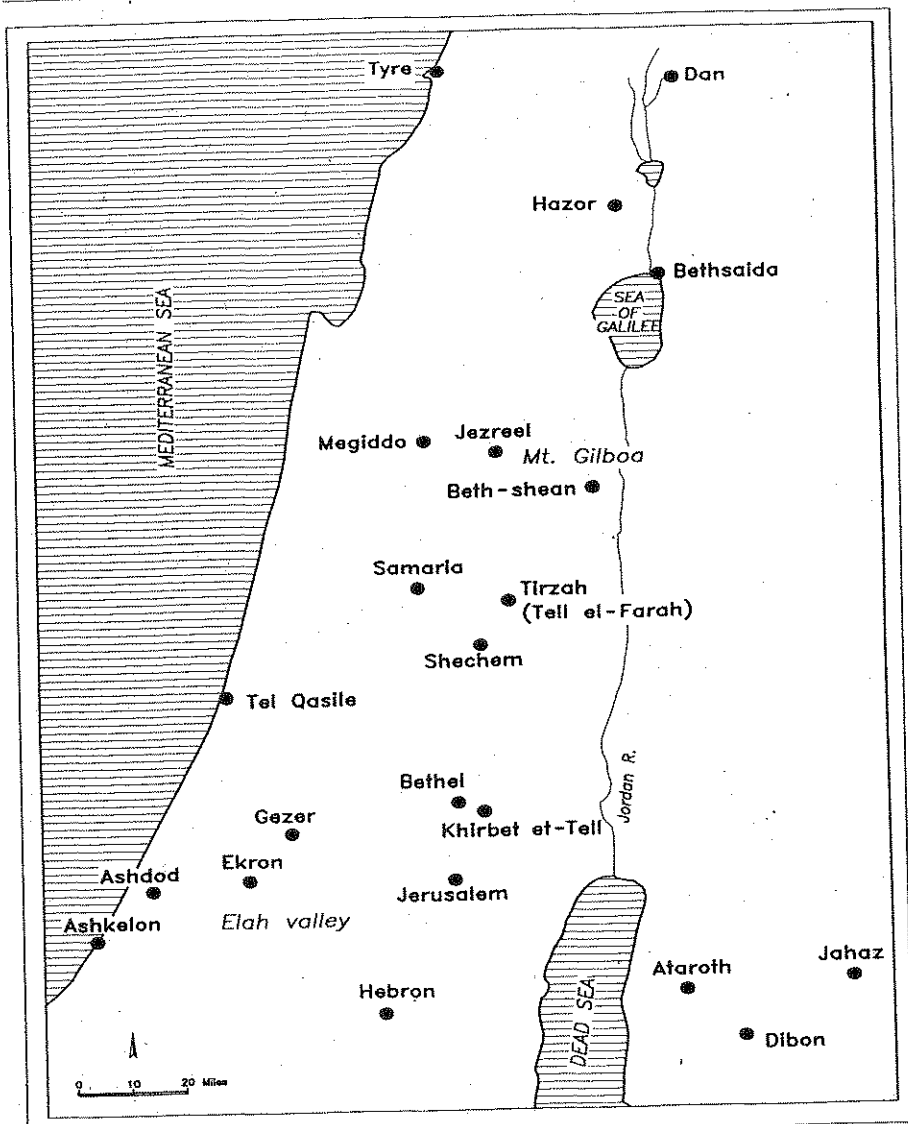 Tyre
Dan
Hazor
Bethsaida
SEA
OF
GALILEE
MEDITERRANEAN SEA
Megiddo
Jezreel
Mt. Gilboa
Beth-shean
Samaria
Tirzah
(Tell el-Farah)
Shechem
Tel Qasile
Jordan R.
Bethel
Khirbet et-Tell
Gezer
Ekron
Ashdod
Jerusalem
Elah valley
Ashkelon
Ataroth
Jahaz
Hebron
DEAD SEA
Dibon
0 10 20 Miles